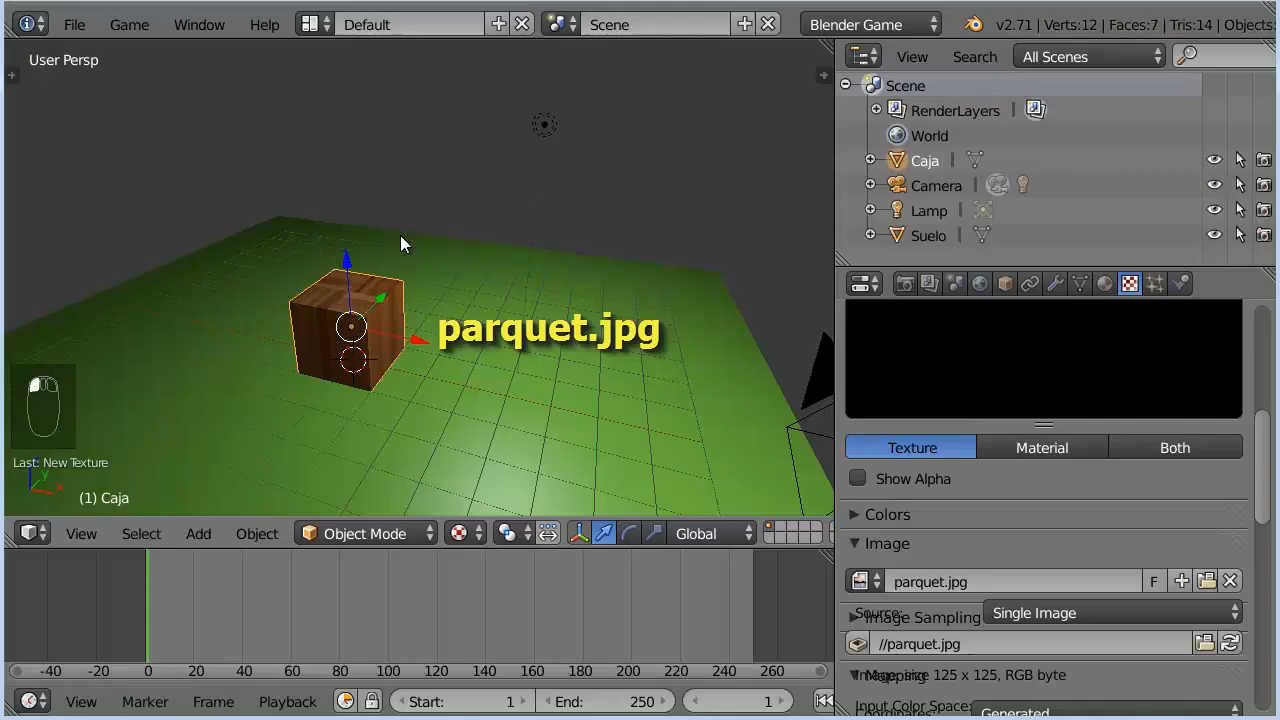 File Game Window Help Default Scene Blender Game v2.71 | Verts:12 | Faces:7 | Tris:14 | Objects:
User Persp
View Search All Scenes
Scene
RenderLayers
World
Caja
Camera
Lamp
Suelo
parquet.jpg
Last: New Texture
(1) Caja
z
y
x
View Select Add Object Object Mode Global
-40 -20 0 20 40 60 80 100 120 140 160 180 200 220 240 260
View Marker Frame Playback Start: 1 End: 250 1
Texture Material Both
Show Alpha
Colors
Image
parquet.jpg F
Source: Single Image
Image Sampling
//parquet.jpg
Image: size 125 x 125, RGB byte
Mapping
Input Color Space:
Coordinates: Generated